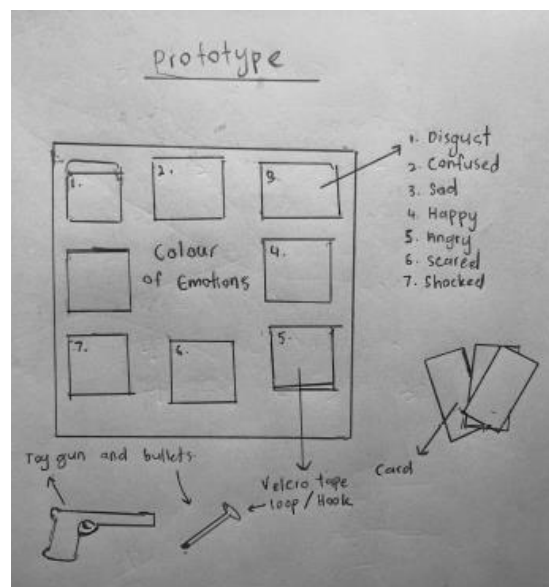 Prototype
1.
2.
3.
Colour
of Emotions
4.
7.
6.
5.
1. Disguct
2. Confused
3. Sad
4. Happy
5. Angry
6. scared
7. Shocked
Toy gun and bullets
Velcro tape
loop / Hook
Card